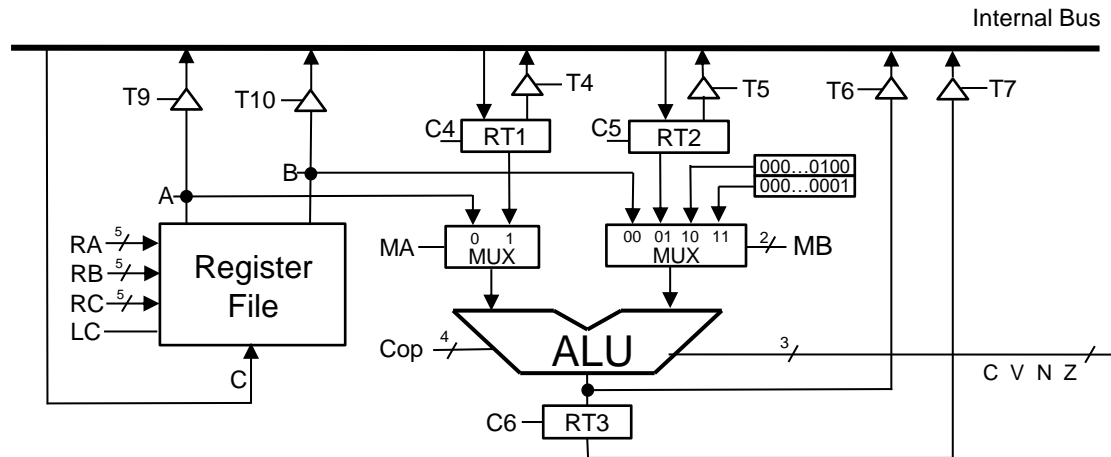 Internal Bus
T9
T10
T4
T5
T6
T7
C4
RT1
C5
RT2
000...0100
000...0001
B
A
RA
5
RB
5
RC
5
LC
Register
File
C
MA
0 1
MUX
00 01 10 11
MUX
2
MB
Cop
4
ALU
3
C V N Z
C6
RT3